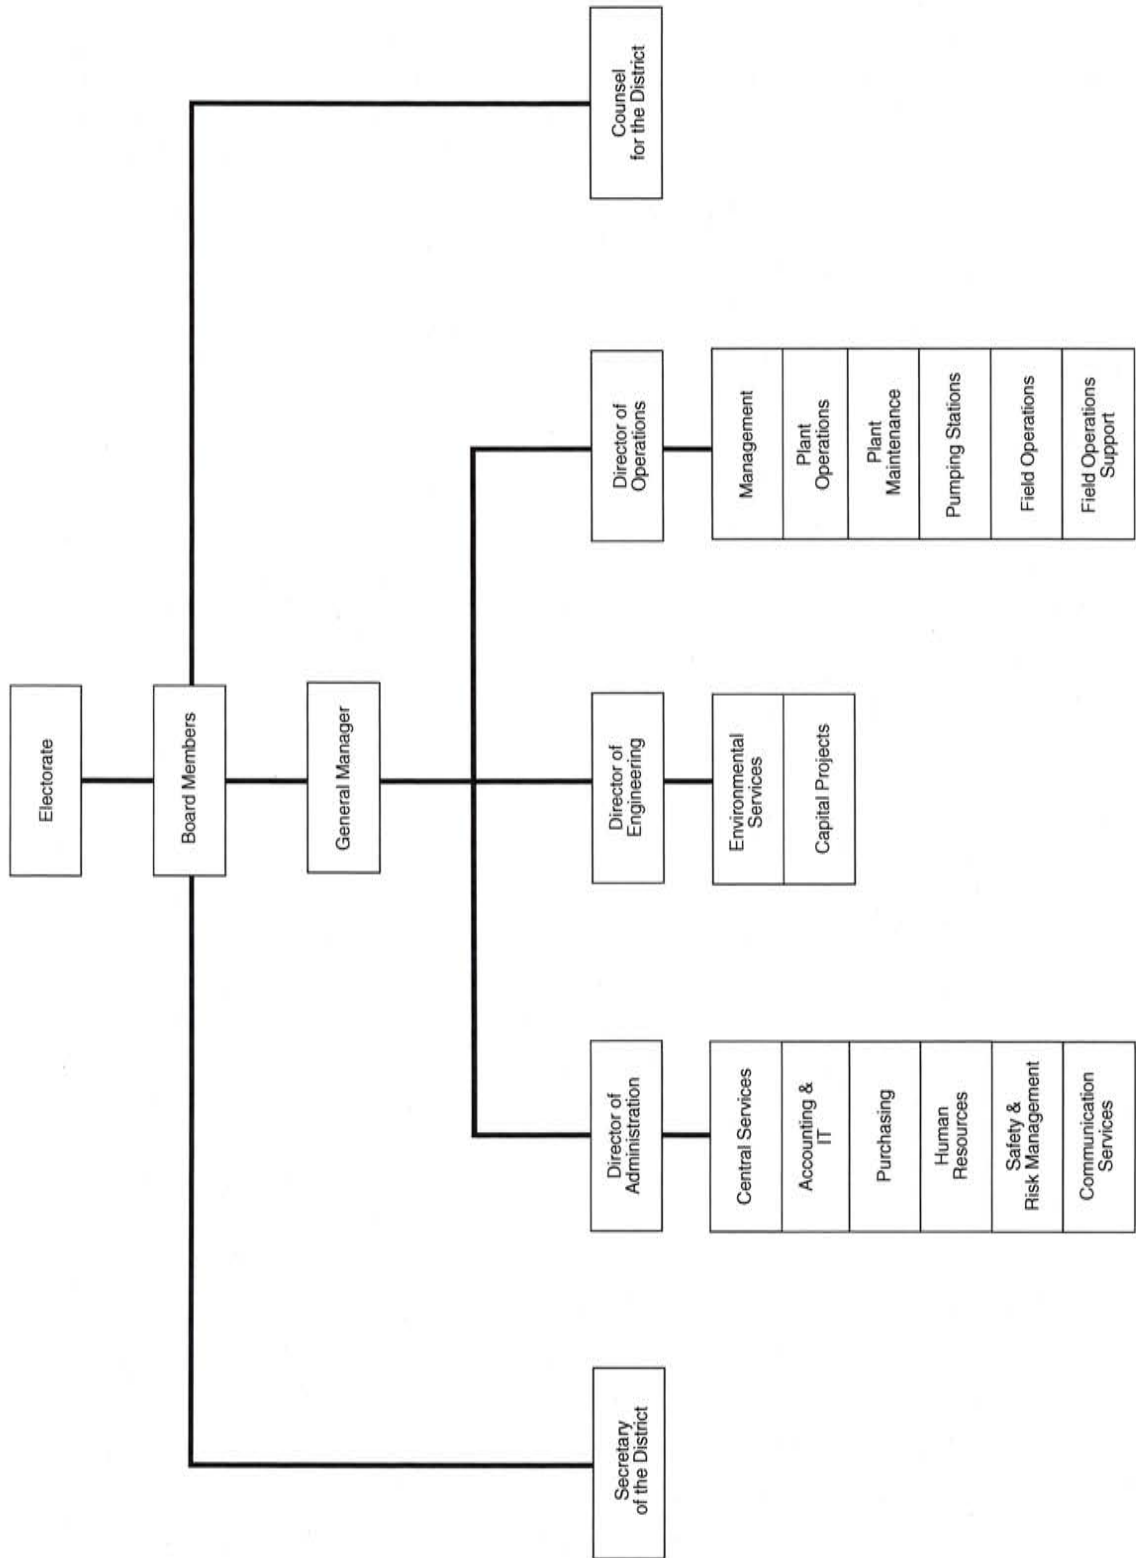 Electorate
Board Members
General Manager
Secretary
of the District
Director of
Administration
Director of
Engineering
Director of
Operations
Counsel
for the District
Central Services
Accounting &
IT
Purchasing
Human
Resources
Safety &
Risk Management
Communication
Services
Environmental
Services
Capital Projects
Management
Plant
Operations
Plant
Maintenance
Pumping Stations
Field Operations
Field Operations
Support